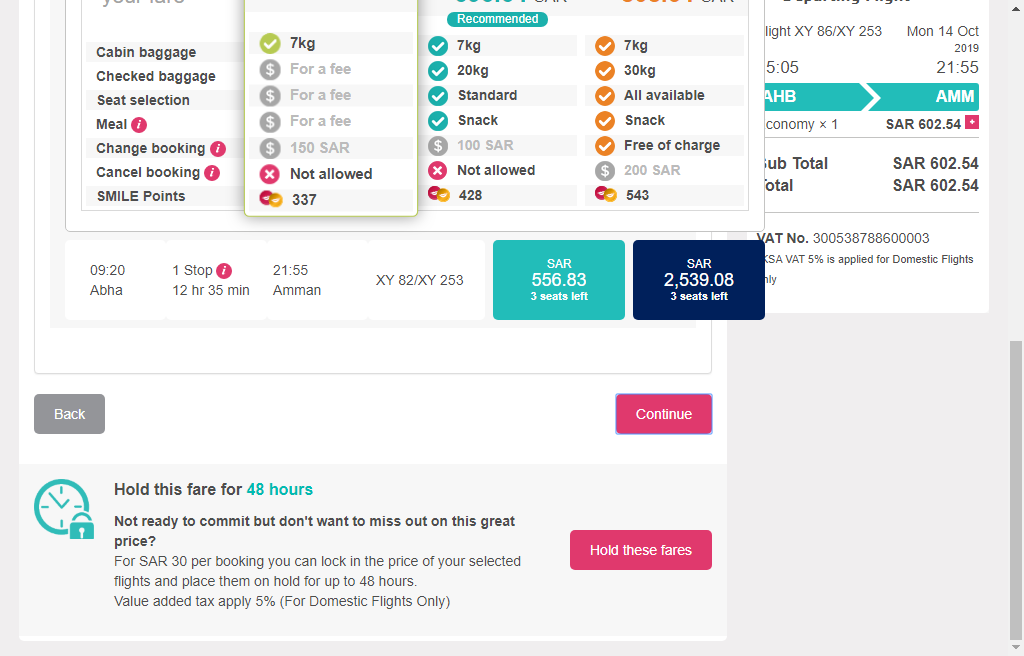 your fare
Recommended
Cabin baggage
Checked baggage
Seat selection
Meal i
Change booking i
Cancel booking i
SMILE Points
7kg
$ For a fee
$ For a fee
$ For a fee
$ 150 SAR
Not allowed
337
7kg
20kg
Standard
Snack
$ 100 SAR
Not allowed
428
7kg
30kg
All available
Snack
Free of charge
$ 200 SAR
543
09:20
Abha
1 Stop i
12 hr 35 min
21:55
Amman
XY 82/XY 253
SAR
556.83
3 seats left
SAR
2,539.08
3 seats left
Departing Flight
light XY 86/XY 253
Mon 14 Oct
2019
5:05
21:55
AHB
AMM
conomy × 1
SAR 602.54 +
ub Total
SAR 602.54
otal
SAR 602.54
VAT No. 300538788600003
KSA VAT 5% is applied for Domestic Flights
nly
Back
Continue
Hold this fare for 48 hours
Not ready to commit but don't want to miss out on this great
price?
For SAR 30 per booking you can lock in the price of your selected
flights and place them on hold for up to 48 hours.
Value added tax apply 5% (For Domestic Flights Only)
Hold these fares